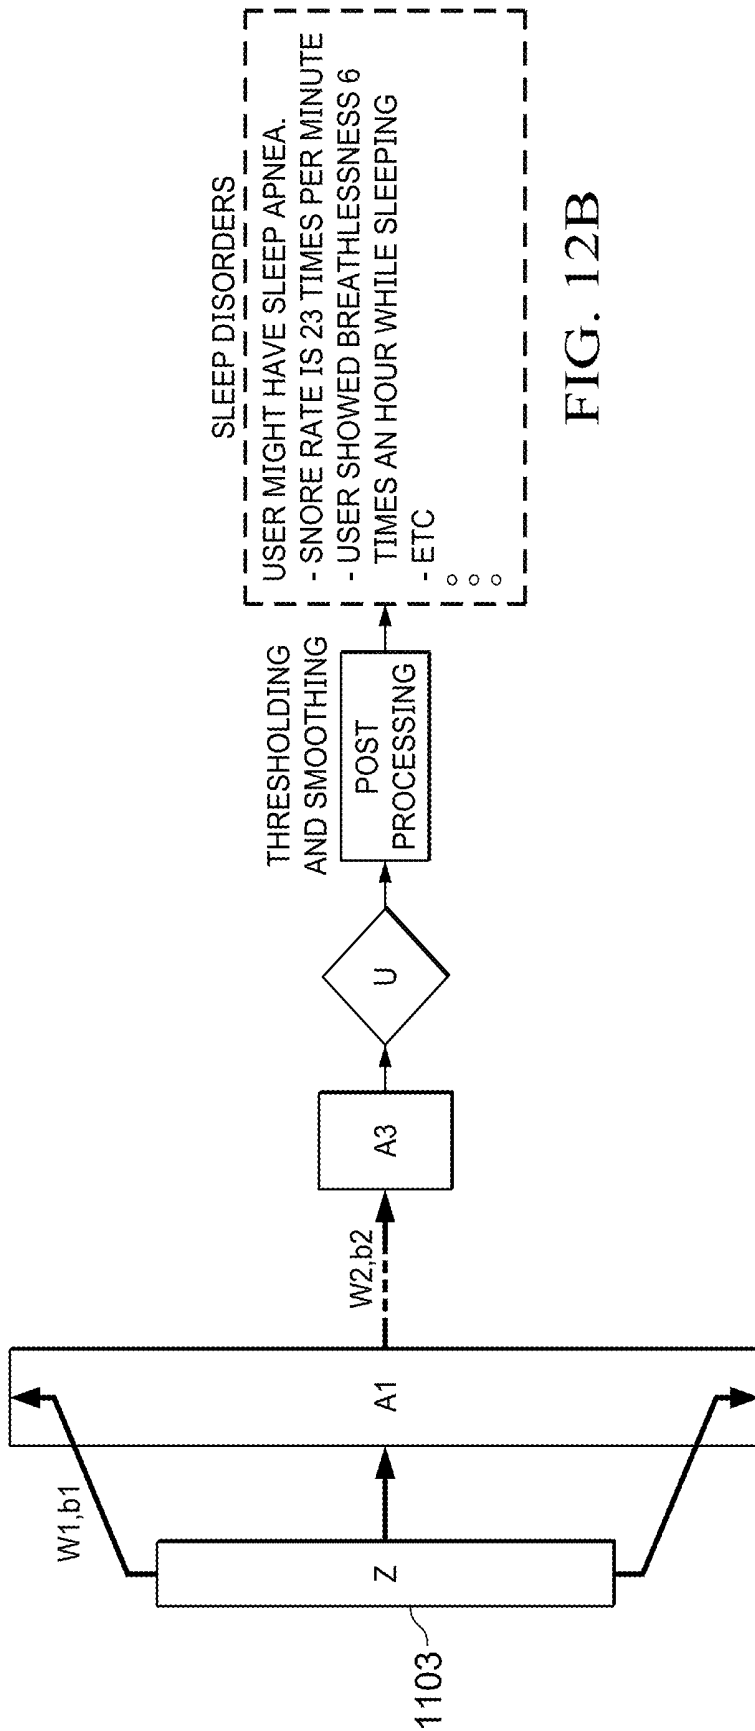 1103
Z
W1,b1
A1
W2,b2
A3
U
THRESHOLDING
AND SMOOTHING
POST
PROCESSING
SLEEP DISORDERS
USER MIGHT HAVE SLEEP APNEA.
- SNORE RATE IS 23 TIMES PER MINUTE
- USER SHOWED BREATHLESSNESS 6
TIMES AN HOUR WHILE SLEEPING
- ETC
FIG. 12B